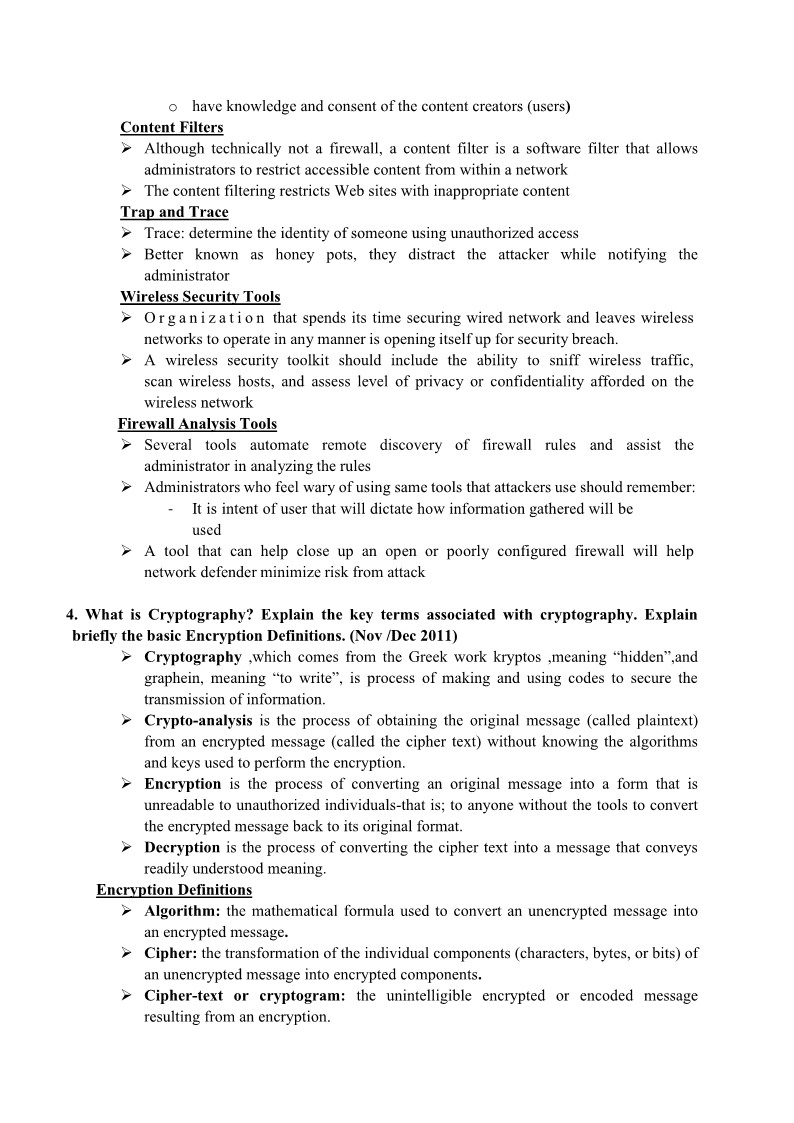 o have knowledge and consent of the content creators (users)
Content Filters
➢ Although technically not a firewall, a content filter is a software filter that allows
administrators to restrict accessible content from within a network
➢ The content filtering restricts Web sites with inappropriate content
Trap and Trace
➢ Trace: determine the identity of someone using unauthorized access
➢ Better known as honey pots, they distract the attacker while notifying the
administrator
Wireless Security Tools
➢ Organization that spends its time securing wired network and leaves wireless
networks to operate in any manner is opening itself up for security breach.
➢ A wireless security toolkit should include the ability to sniff wireless traffic,
scan wireless hosts, and assess level of privacy or confidentiality afforded on the
wireless network
Firewall Analysis Tools
➢ Several tools automate remote discovery of firewall rules and assist the
administrator in analyzing the rules
➢ Administrators who feel wary of using same tools that attackers use should remember:
- It is intent of user that will dictate how information gathered will be
used
➢ A tool that can help close up an open or poorly configured firewall will help
network defender minimize risk from attack
4. What is Cryptography? Explain the key terms associated with cryptography. Explain
briefly the basic Encryption Definitions. (Nov /Dec 2011)
➢ Cryptography ,which comes from the Greek work kryptos ,meaning “hidden”,and
graphein, meaning “to write”, is process of making and using codes to secure the
transmission of information.
➢ Crypto-analysis is the process of obtaining the original message (called plaintext)
from an encrypted message (called the cipher text) without knowing the algorithms
and keys used to perform the encryption.
➢ Encryption is the process of converting an original message into a form that is
unreadable to unauthorized individuals-that is; to anyone without the tools to convert
the encrypted message back to its original format.
➢ Decryption is the process of converting the cipher text into a message that conveys
readily understood meaning.
Encryption Definitions
➢ Algorithm: the mathematical formula used to convert an unencrypted message into
an encrypted message.
➢ Cipher: the transformation of the individual components (characters, bytes, or bits) of
an unencrypted message into encrypted components.
➢ Cipher-text or cryptogram: the unintelligible encrypted or encoded message
resulting from an encryption.